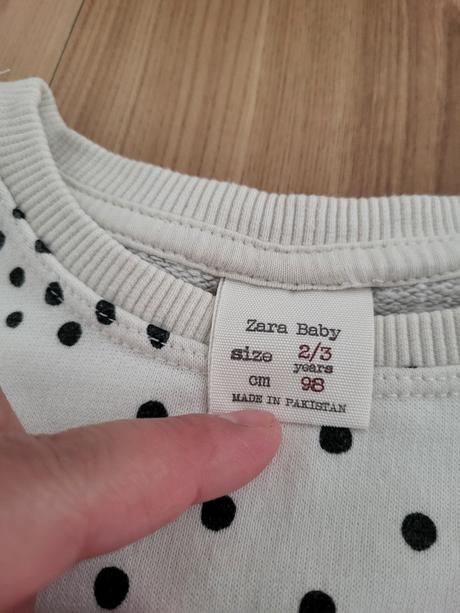 Zara Baby
size 2/3
years
cm 98
MADE IN PAKISTAN